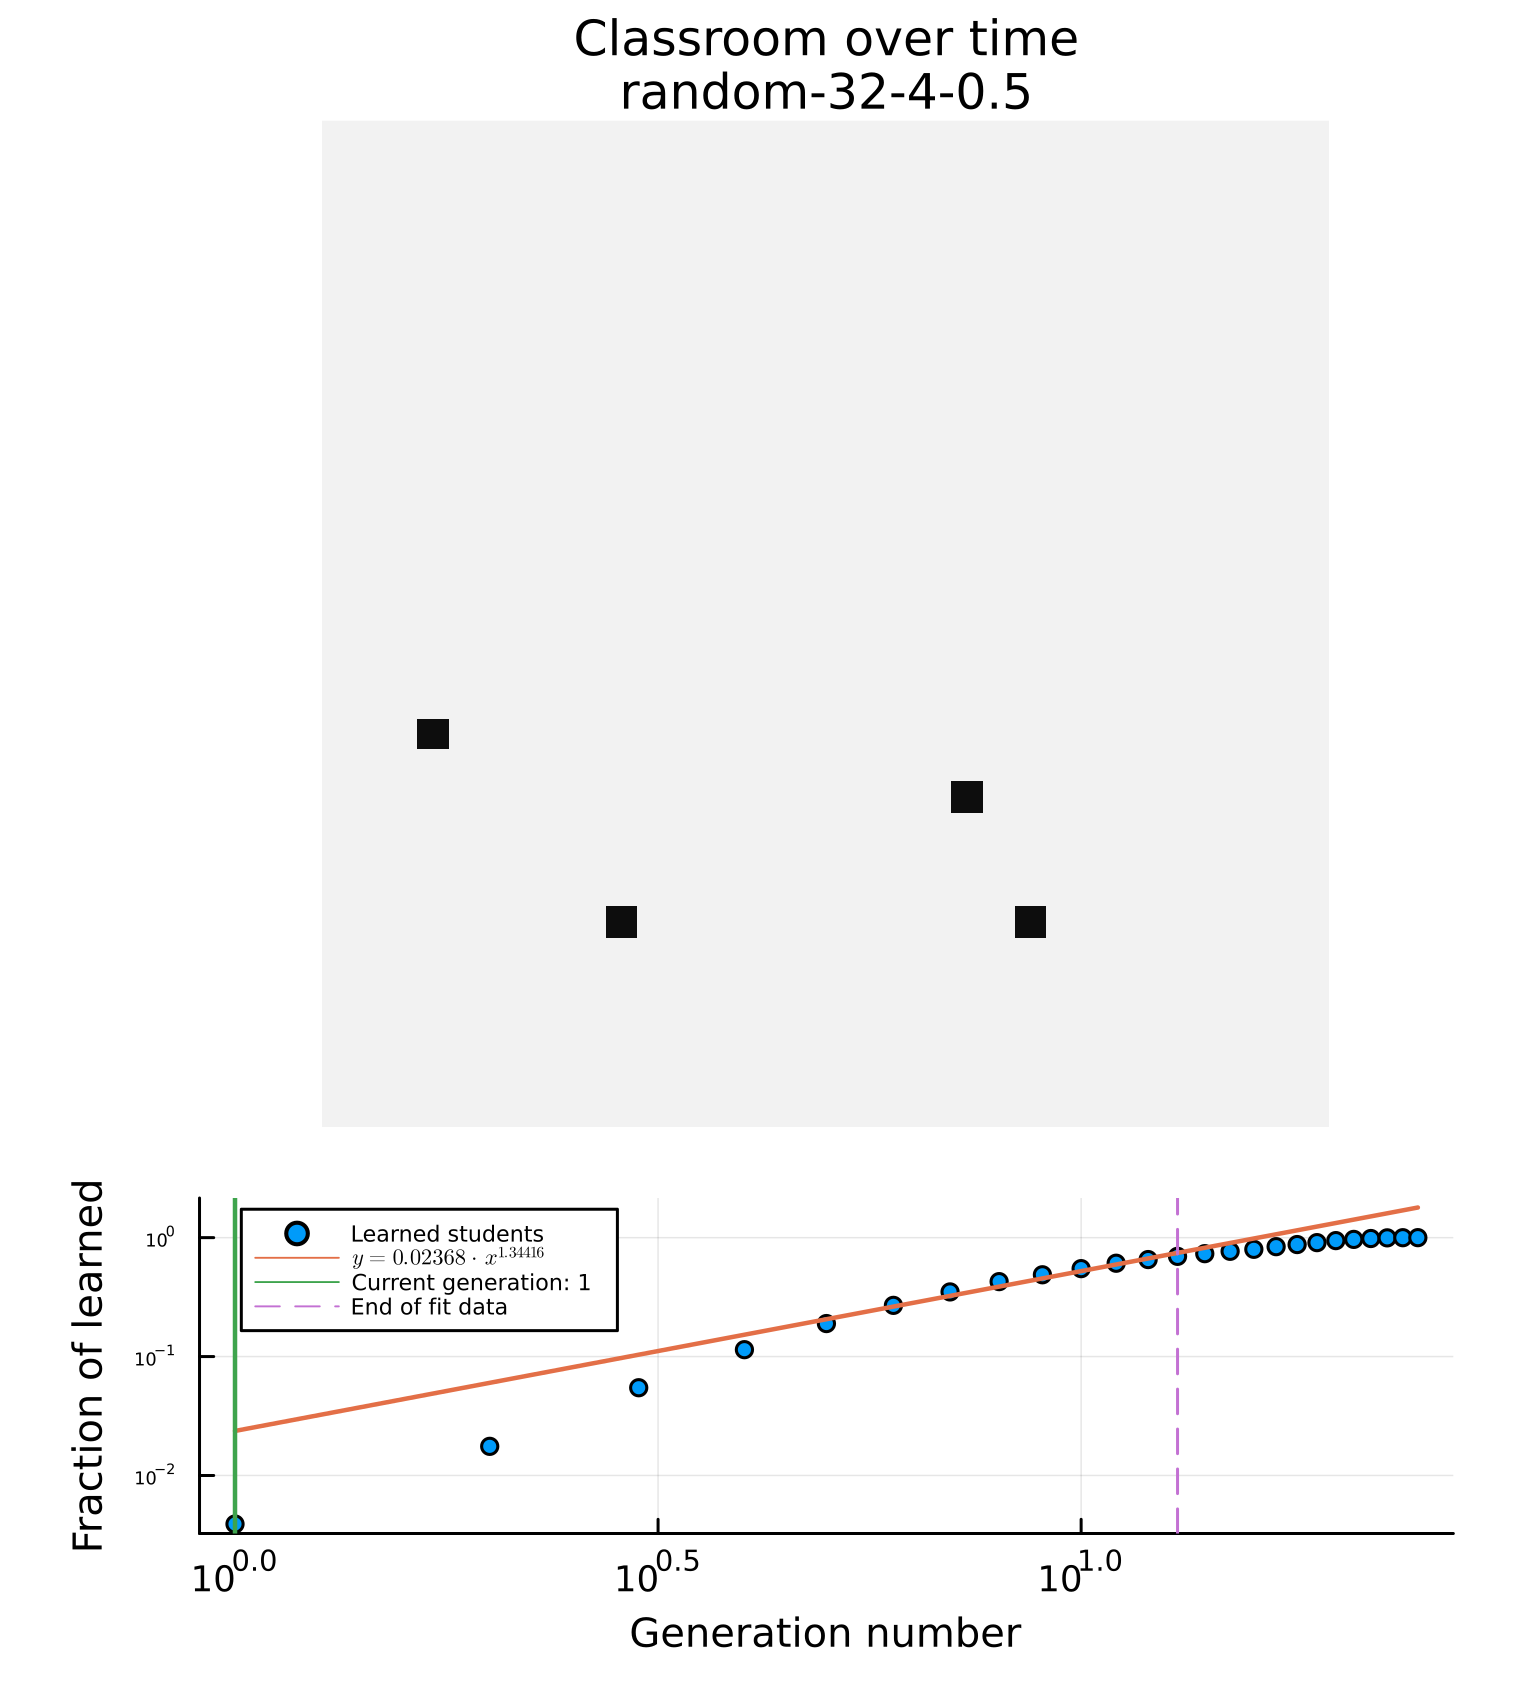 Classroom over time
random-32-4-0.5
Fraction of learned
10^0
10^-1
10^-2
Learned students
y = 0.02368 · x^1.34416
Current generation: 1
End of fit data
10^0.0
10^0.5
10^1.0
Generation number